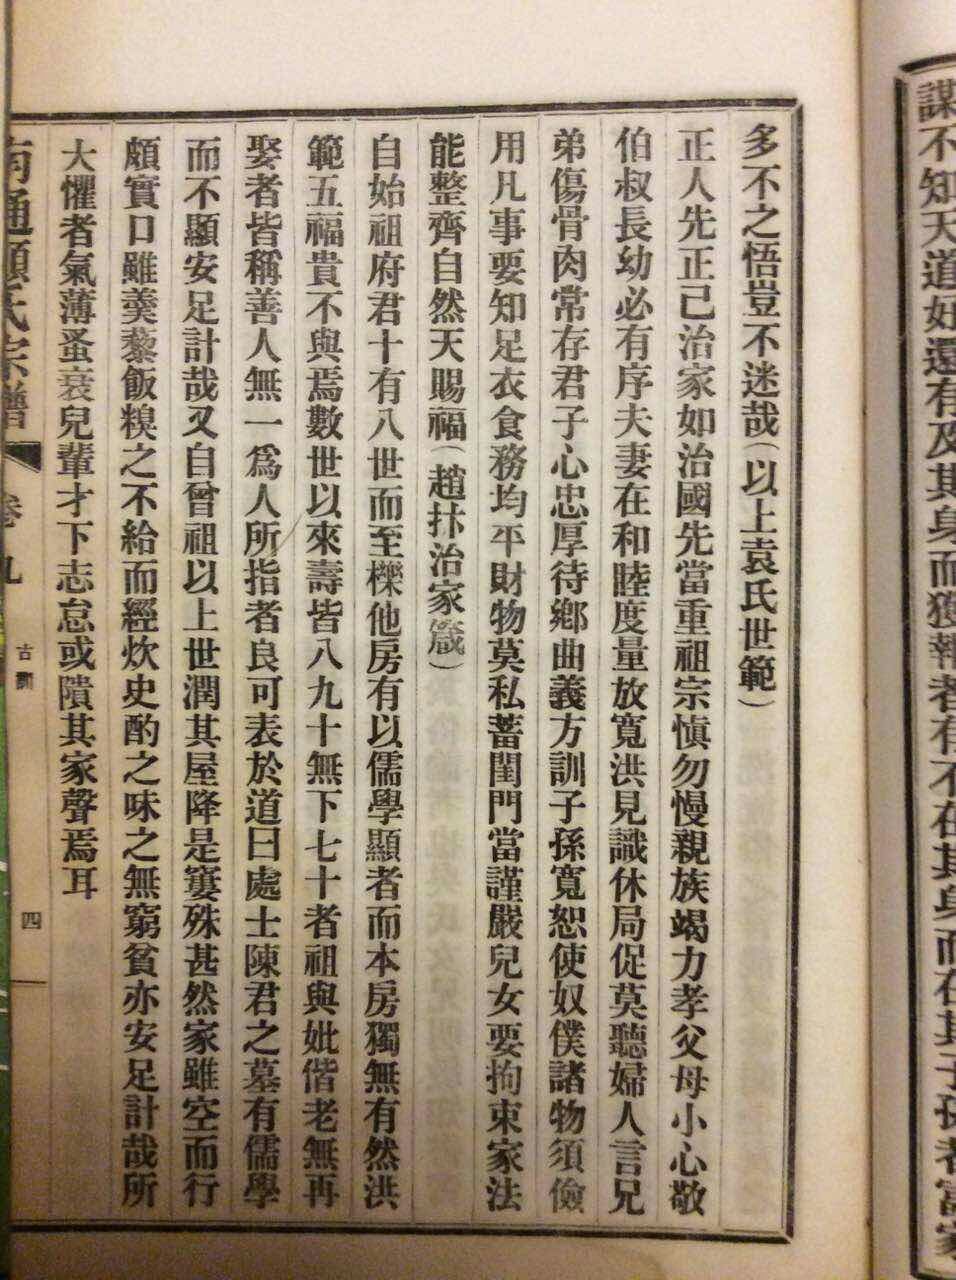 謀不知天道好還有及其身而獲報者有不在其身而在其子孫者富家
多不之悟豈不迷哉（以上袁氏世範）
正人先正己治家如治國先當重祖宗愼勿慢親族竭力孝父母小心敬
伯叔長幼必有序夫妻在和睦度量放寬洪見識休局促莫聽婦人言兄
弟傷骨肉常存君子心忠厚待鄉曲義方訓子孫寬恕使奴僕諸物須儉
用凡事要知足衣食務均平財物莫私蓄閨門當謹嚴兒女要拘束家法
能整齊自然天賜福（趙抃治家箴）
自始祖府君十有八世而至櫟他房有以儒學顯者而本房獨無有然洪
範五福貴不與焉數世以來壽皆八九十無下七十者祖與妣偕老無再
娶者皆稱善人無一爲人所指者良可表於道曰處士陳君之墓有儒學
而不顯安足計哉又自曾祖以上世潤其屋降是窶殊甚然家雖空而行
頗實口雖羹藜飯糗之不給而經炊史酌之味之無窮貧亦安足計哉所
大懼者氣薄蚤衰兒輩才下志怠或隤其家聲焉耳
南通顧氏宗譜 卷九 古訓 四